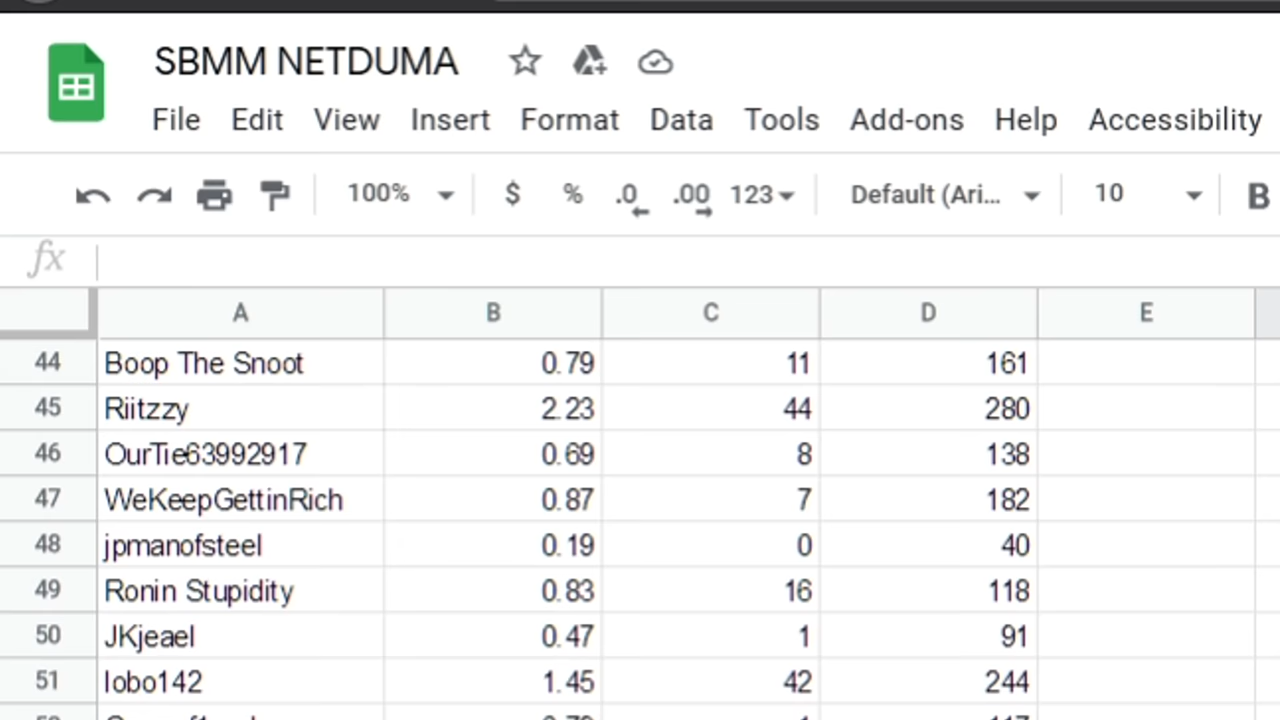 SBMM NETDUMA
File Edit View Insert Format Data Tools Add-ons Help Accessibility
100% $ % .0 .00 123 Default (Ari... 10 B
fx
A B C D E
44 Boop The Snoot 0.79 11 161
45 Riitzzy 2.23 44 280
46 OurTie63992917 0.69 8 138
47 WeKeepGettinRich 0.87 7 182
48 jpmanofsteel 0.19 0 40
49 Ronin Stupidity 0.83 16 118
50 JKjeael 0.47 1 91
51 lobo142 1.45 42 244